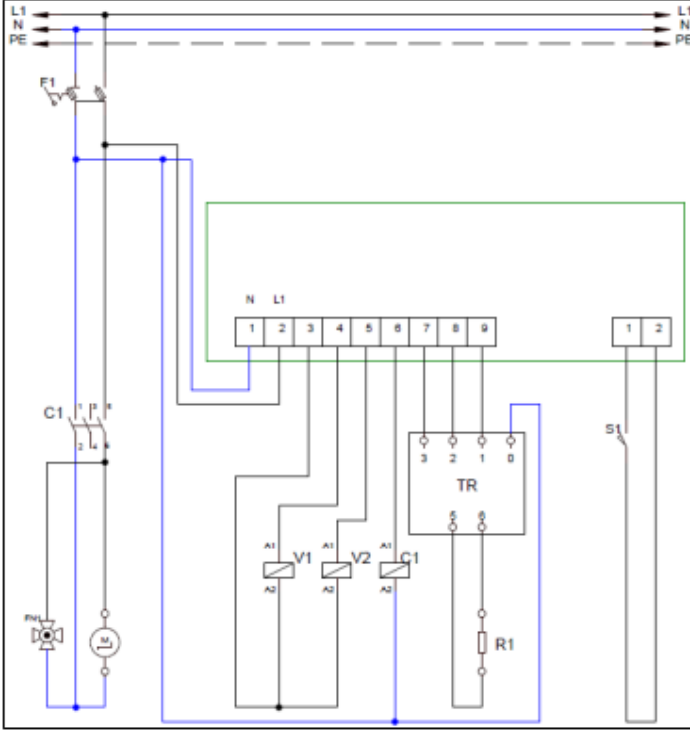 L1 L1
N N
PE PE
F1
N L1
1 2 3 4 5 6 7 8 9 1 2
C1 1 3 5
2 4 6
S1
3 2 1 0
TR
5 6
A1 V1 A1 V2 A1 C1
A2 A2 A2
M
R1